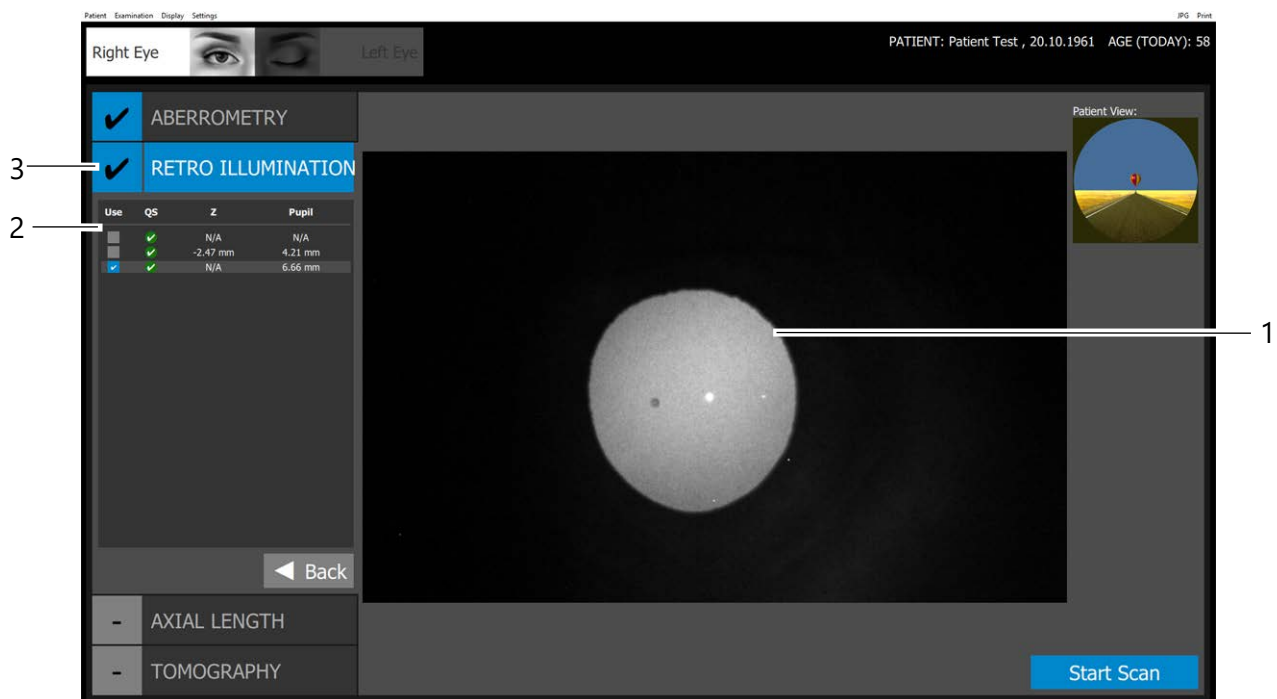 Patient Examination Display Settings JPG Print
Right Eye Left Eye PATIENT: Patient Test , 20.10.1961 AGE (TODAY): 58
ABERROMETRY
Patient View:
3 RETRO ILLUMINATION
Use QS Z Pupil
2
N/A N/A
-2.47 mm 4.21 mm
N/A 6.66 mm
1
Back
- AXIAL LENGTH
- TOMOGRAPHY
Start Scan